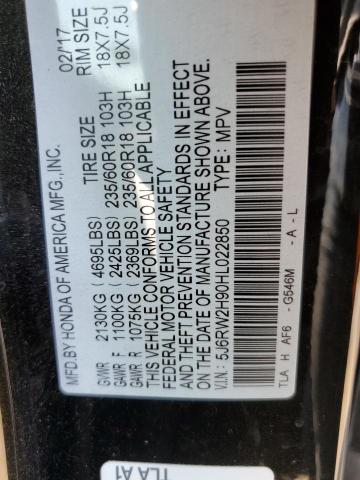 MFD.BY HONDA OF AMERICA MFG.,INC. 02/'17
TIRE SIZE RIM SIZE
GVWR 2130KG (4695LBS)
GAWR F 1100KG (2425LBS) 235/60R18 103H 18X7.5J
GAWR R 1075KG (2369LBS) 235/60R18 103H 18X7.5J
THIS VEHICLE CONFORMS TO ALL APPLICABLE
FEDERAL MOTOR VEHICLE SAFETY
AND THEFT PREVENTION STANDARDS IN EFFECT
ON THE DATE OF MANUFACTURE SHOWN ABOVE.
V.I.N.: 5J6RW2H90HL022850 TYPE: MPV
TLA H AF6 -G546M -A-L
TLA A1